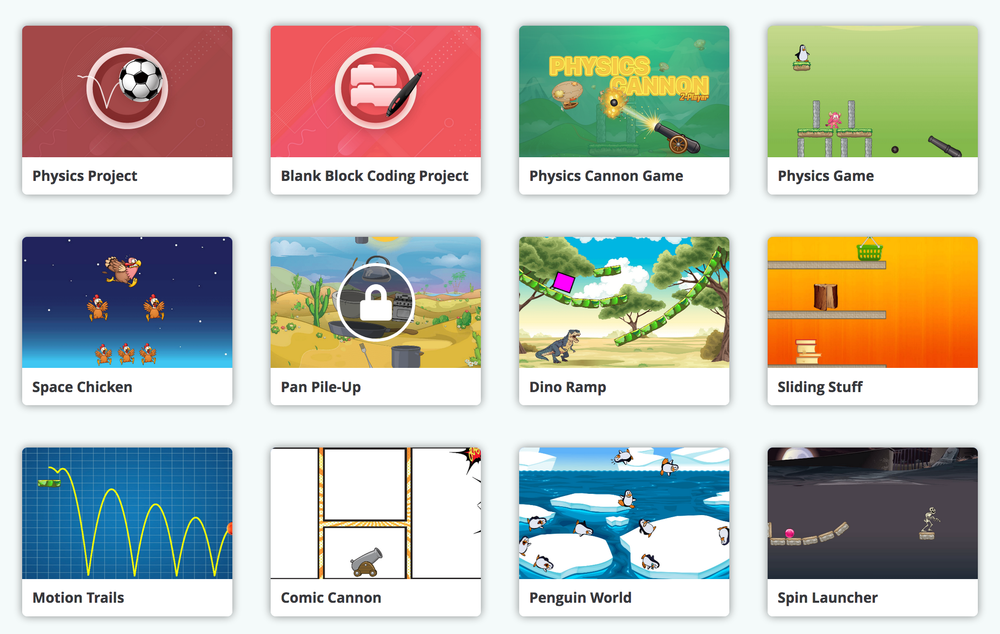 PHYSICS
CANNON
2-Player
Physics Project
Blank Block Coding Project
Physics Cannon Game
Physics Game
Space Chicken
Pan Pile-Up
Dino Ramp
Sliding Stuff
Motion Trails
Comic Cannon
Penguin World
Spin Launcher